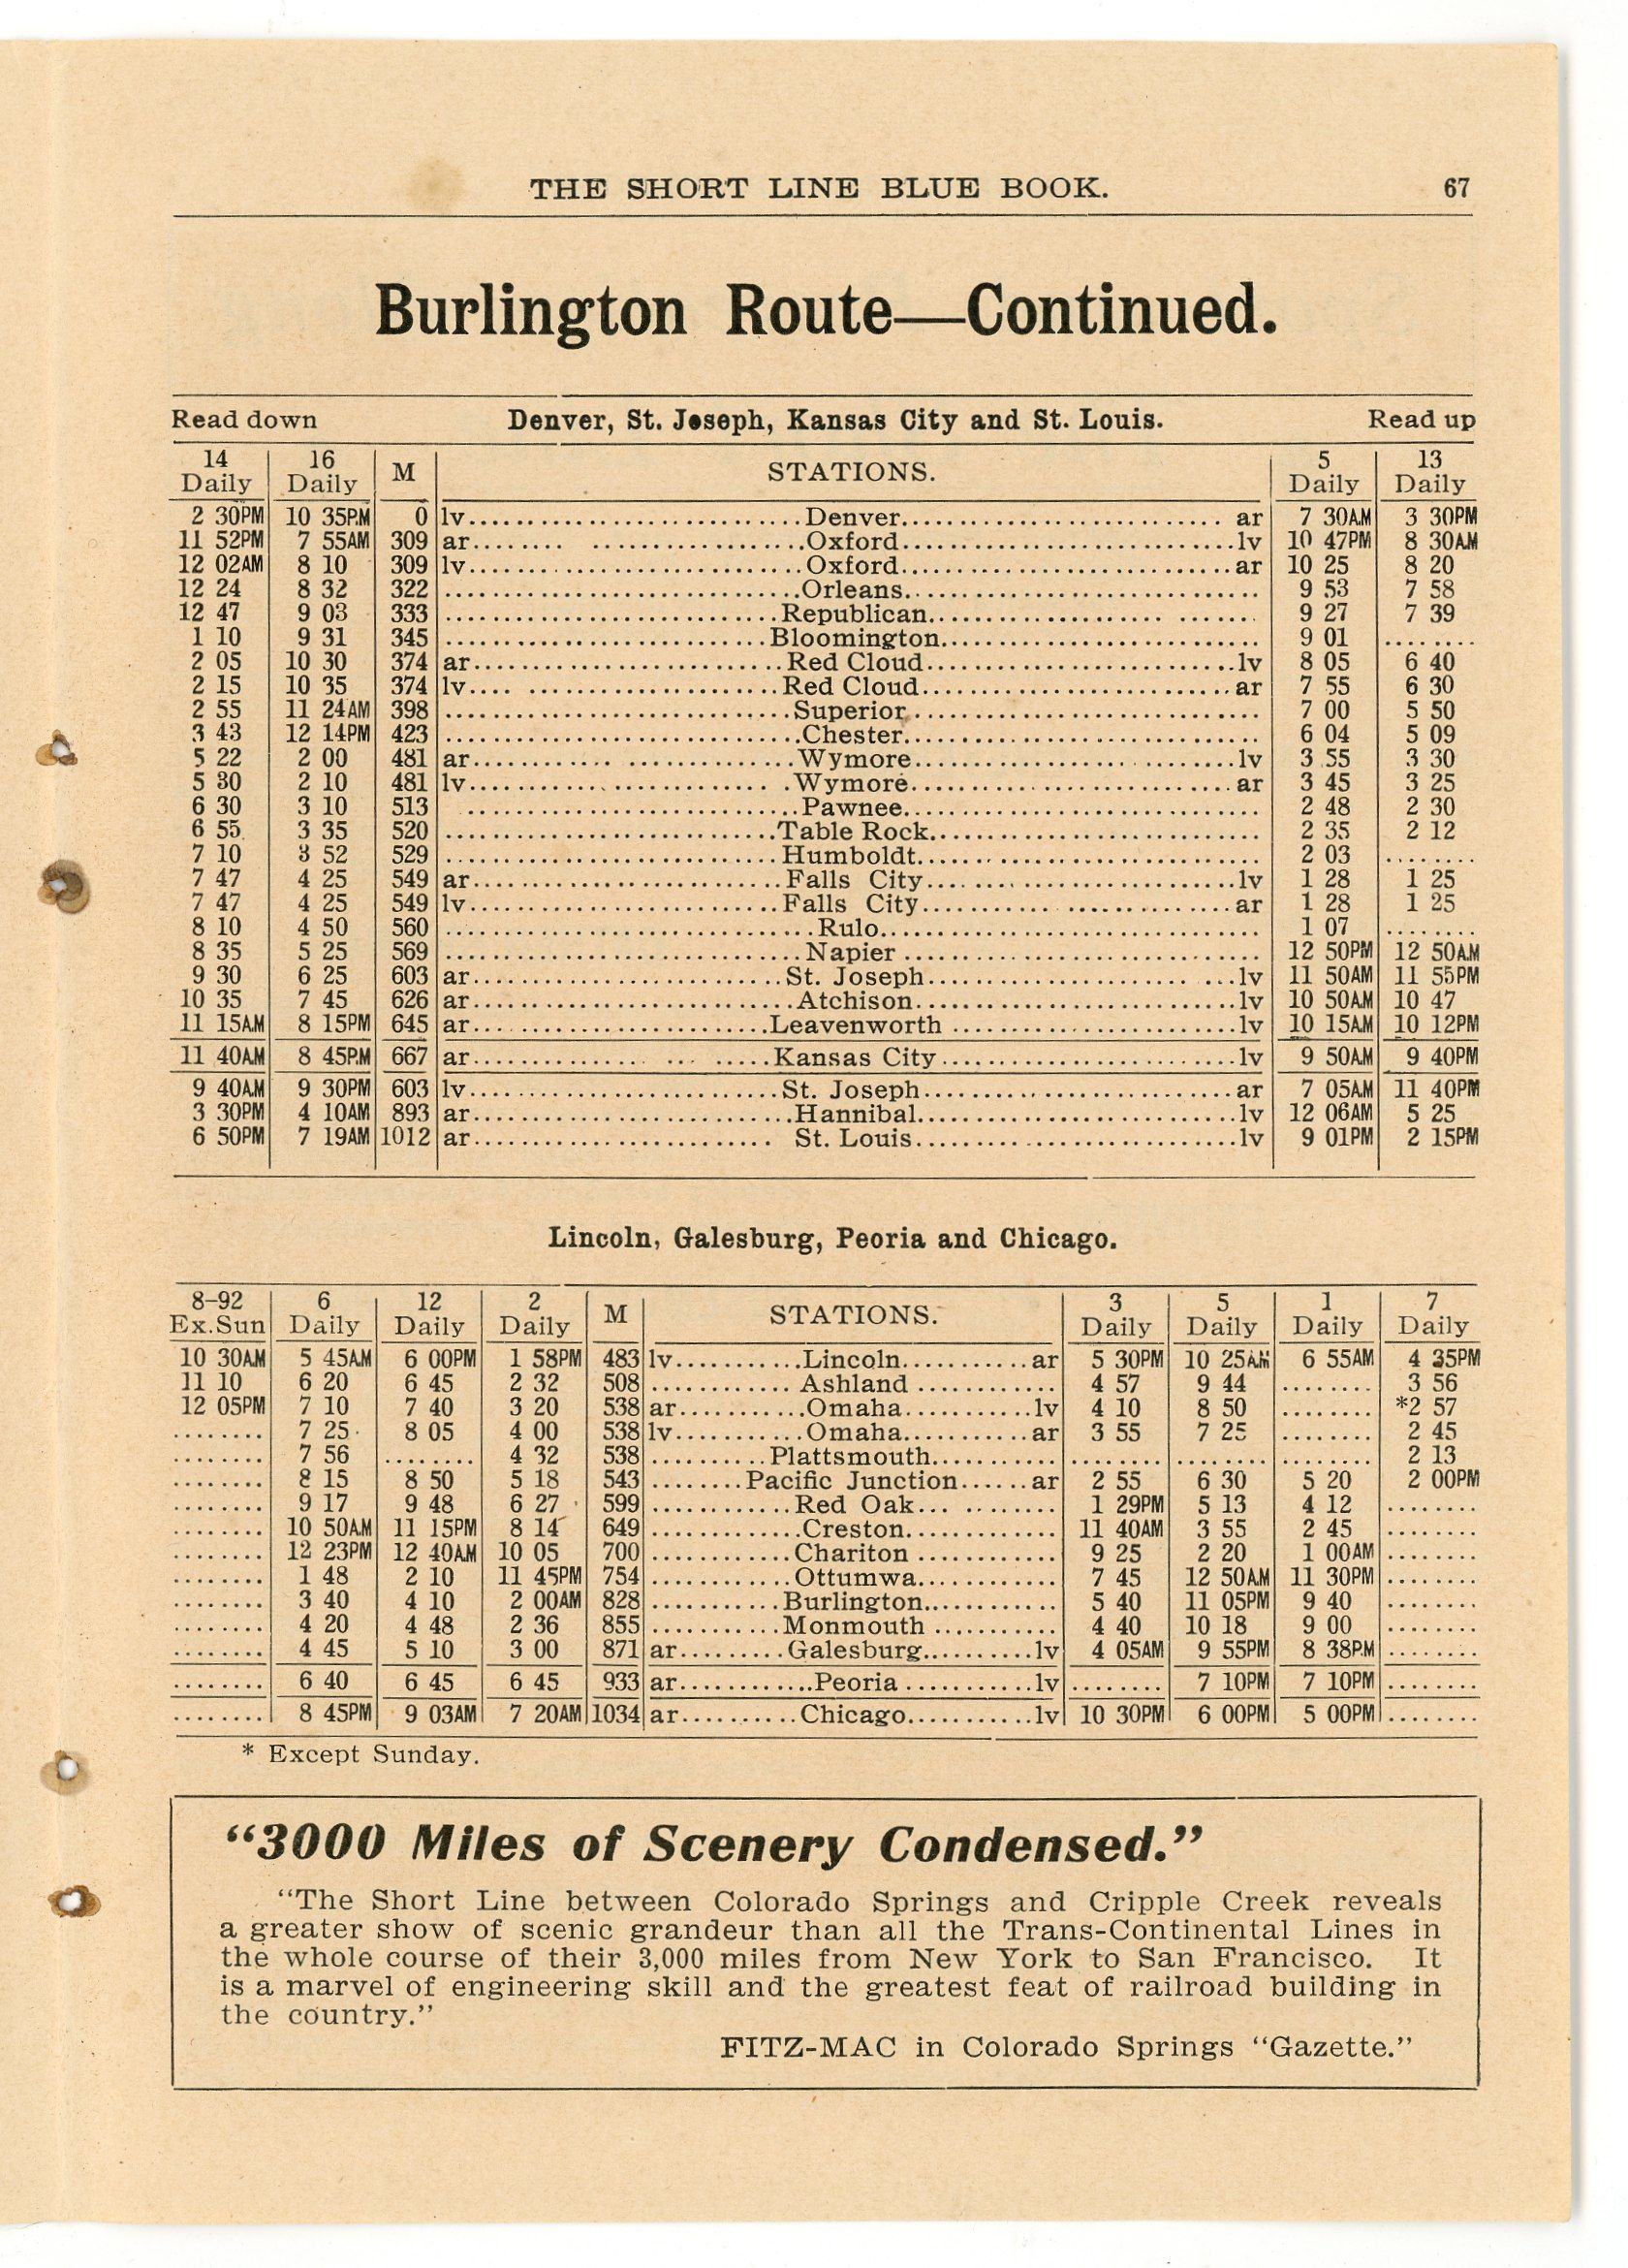 THE SHORT LINE BLUE BOOK. 67
Burlington Route—Continued.
Read down Denver, St. Joseph, Kansas City and St. Louis. Read up
14 Daily 16 Daily M STATIONS. 5 Daily 13 Daily
2 30PM 10 35PM 0 lv Denver ar 7 30AM 3 30PM
11 52PM 7 55AM 309 ar Oxford lv 10 47PM 8 30AM
12 02AM 8 10 309 lv Oxford ar 10 25 8 20
12 24 8 32 322 Orleans 9 53 7 58
12 47 9 03 333 Republican 9 27 7 39
1 10 9 31 345 Bloomington 9 01 ........
2 05 10 30 374 ar Red Cloud lv 8 05 6 40
2 15 10 35 374 lv Red Cloud ar 7 55 6 30
2 55 11 24AM 398 Superior 7 00 5 50
3 43 12 14PM 423 Chester 6 04 5 09
5 22 2 00 481 ar Wymore lv 3 55 3 30
5 30 2 10 481 lv Wymore ar 3 45 3 25
6 30 3 10 513 Pawnee 2 48 2 30
6 55 3 35 520 Table Rock 2 35 2 12
7 10 3 52 529 Humboldt 2 03 ........
7 47 4 25 549 ar Falls City lv 1 28 1 25
7 47 4 25 549 lv Falls City ar 1 28 1 25
8 10 4 50 560 Rulo 1 07 ........
8 35 5 25 569 Napier 12 50PM 12 50AM
9 30 6 25 603 ar St. Joseph lv 11 50AM 11 55PM
10 35 7 45 626 ar Atchison lv 10 50AM 10 47
11 15AM 8 15PM 645 ar Leavenworth lv 10 15AM 10 12PM
11 40AM 8 45PM 667 ar Kansas City lv 9 50AM 9 40PM
9 40AM 9 30PM 603 lv St. Joseph ar 7 05AM 11 40PM
3 30PM 4 10AM 893 ar Hannibal lv 12 06AM 5 25
6 50PM 7 19AM 1012 ar St. Louis lv 9 01PM 2 15PM
Lincoln, Galesburg, Peoria and Chicago.
8-92 Ex.Sun 6 Daily 12 Daily 2 Daily M STATIONS. 3 Daily 5 Daily 1 Daily 7 Daily
10 30AM 5 45AM 6 00PM 1 58PM 483 lv Lincoln ar 5 30PM 10 25AM 6 55AM 4 35PM
11 10 6 20 6 45 2 32 508 Ashland 4 57 9 44 ........ 3 56
12 05PM 7 10 7 40 3 20 538 ar Omaha lv 4 10 8 50 ........ *2 57
........ 7 25 8 05 4 00 538 lv Omaha ar 3 55 7 25 ........ 2 45
........ 7 56 ........ 4 32 538 Plattsmouth ........ ........ ........ 2 13
........ 8 15 8 50 5 18 543 Pacific Junction ar 2 55 6 30 5 20 2 00PM
........ 9 17 9 48 6 27 599 Red Oak 1 29PM 5 13 4 12 ........
........ 10 50AM 11 15PM 8 14 649 Creston 11 40AM 3 55 2 45 ........
........ 12 23PM 12 40AM 10 05 700 Chariton 9 25 2 20 1 00AM ........
........ 1 48 2 10 11 45PM 754 Ottumwa 7 45 12 50AM 11 30PM ........
........ 3 40 4 10 2 00AM 828 Burlington 5 40 11 05PM 9 40 ........
........ 4 20 4 48 2 36 855 Monmouth 4 40 10 18 9 00 ........
........ 4 45 5 10 3 00 871 ar Galesburg lv 4 05AM 9 55PM 8 38PM ........
........ 6 40 6 45 6 45 933 ar Peoria lv ........ 7 10PM 7 10PM ........
........ 8 45PM 9 03AM 7 20AM 1034 ar Chicago lv 10 30PM 6 00PM 5 00PM ........
* Except Sunday.
"3000 Miles of Scenery Condensed."
"The Short Line between Colorado Springs and Cripple Creek reveals
a greater show of scenic grandeur than all the Trans-Continental Lines in
the whole course of their 3,000 miles from New York to San Francisco. It
is a marvel of engineering skill and the greatest feat of railroad building in
the country."
FITZ-MAC in Colorado Springs "Gazette."